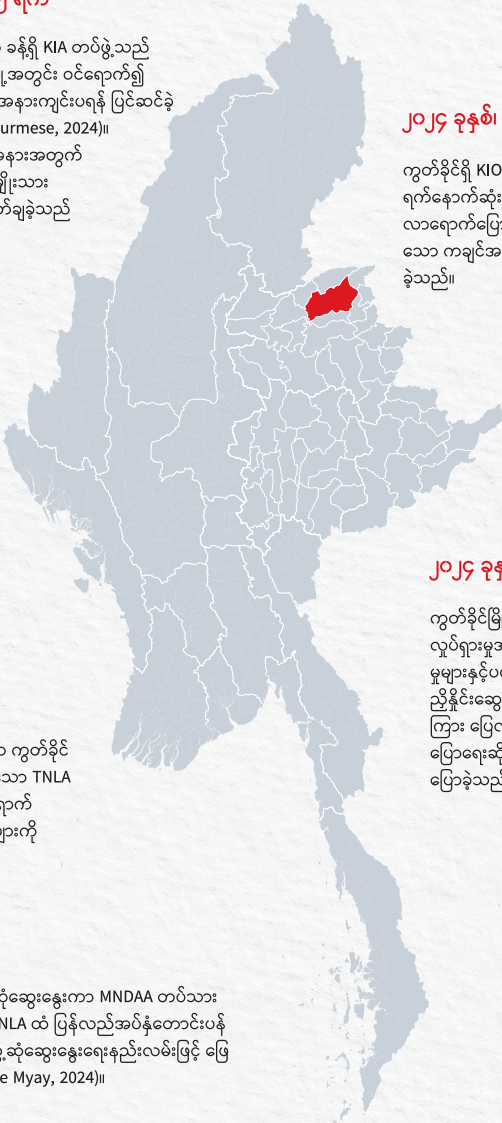 ရက်
ခန့်ရှိ KIA တပ်ဖွဲ့သည်
အတွင်း ဝင်ရောက်၍
အနားကျင်းပရန် ပြင်ဆင်ခဲ့
urmese, 2024)။
အနားအတွက်
မျိုးသား
တ်ချခဲ့သည်
၂၀၂၄ ခုနှစ်၊
ကွတ်ခိုင်ရှိ KIO
ရက်နောက်ဆုံး
လာရောက်ပြော
သော ကချင်အ
ခဲ့သည်။
၂၀၂၄ ခုန
ကွတ်ခိုင်မြို
လှုပ်ရှားမှု
မှုများနှင့်ပ
ညှိနှိုင်းဆွေ
ကြား ပြေ
ပြောရေးဆို
ပြောခဲ့သည်
ကွတ်ခိုင်
သော TNLA
ရာက်
များကို
ဆုံဆွေးနွေးကာ MNDAA တပ်သား
NLA ထံ ပြန်လည်အပ်နှံတောင်းပန်
ဆုံဆွေးနွေးရေးနည်းလမ်းဖြင့် ဖြေ
e Myay, 2024)။